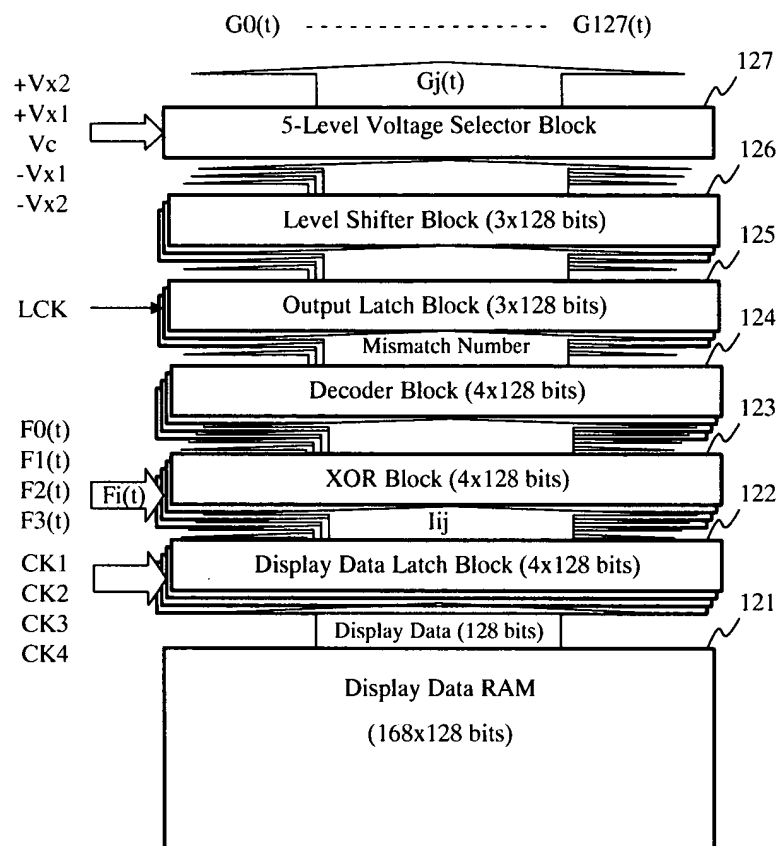 G0(t) G127(t)
Gj(t)
127
+Vx2
+Vx1
Vc
-Vx1
-Vx2
5-Level Voltage Selector Block
126
Level Shifter Block (3x128 bits)
125
LCK
Output Latch Block (3x128 bits)
124
Mismatch Number
Decoder Block (4x128 bits)
123
F0(t)
F1(t)
F2(t)
F3(t)
Fi(t)
XOR Block (4x128 bits)
122
Iij
CK1
CK2
CK3
CK4
Display Data Latch Block (4x128 bits)
121
Display Data (128 bits)
Display Data RAM
(168x128 bits)